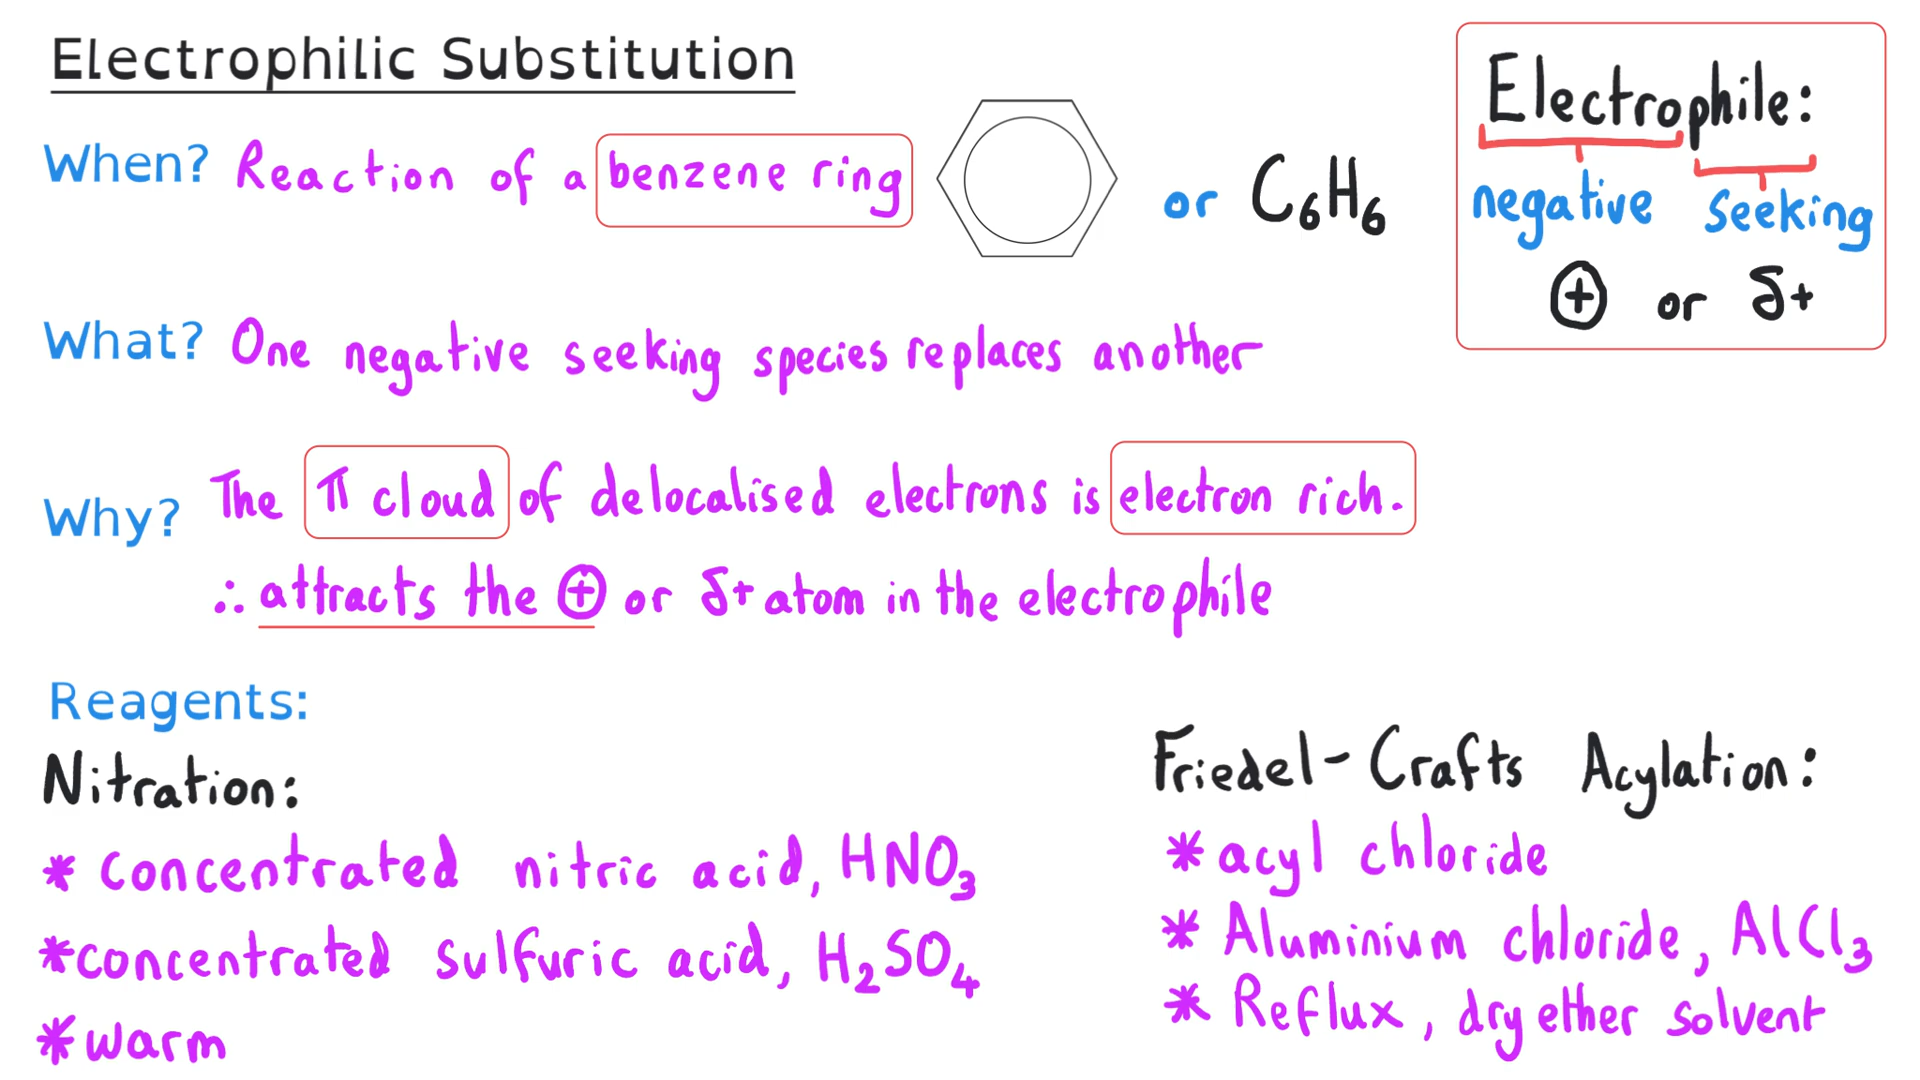 Electrophilic Substitution
When? Reaction of a benzene ring or C₆H₆
Electrophile:
negative seeking
⊕ or δ+
What? One negative seeking species replaces another
Why? The π cloud of delocalised electrons is electron rich.
∴ attracts the ⊕ or δ+ atom in the electrophile
Reagents:
Nitration:
* concentrated nitric acid, HNO₃
* concentrated sulfuric acid, H₂SO₄
* warm
Friedel-Crafts Acylation:
* acyl chloride
* Aluminium chloride, AlCl₃
* Reflux, dry ether solvent